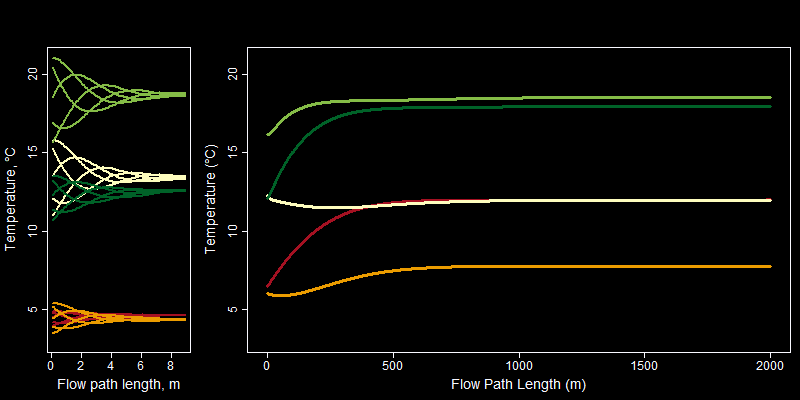 Temperature, °C
20
15
10
5
0 2 4 6 8
Flow path length, m
Temperature (°C)
20
15
10
5
0 500 1000 1500 2000
Flow Path Length (m)